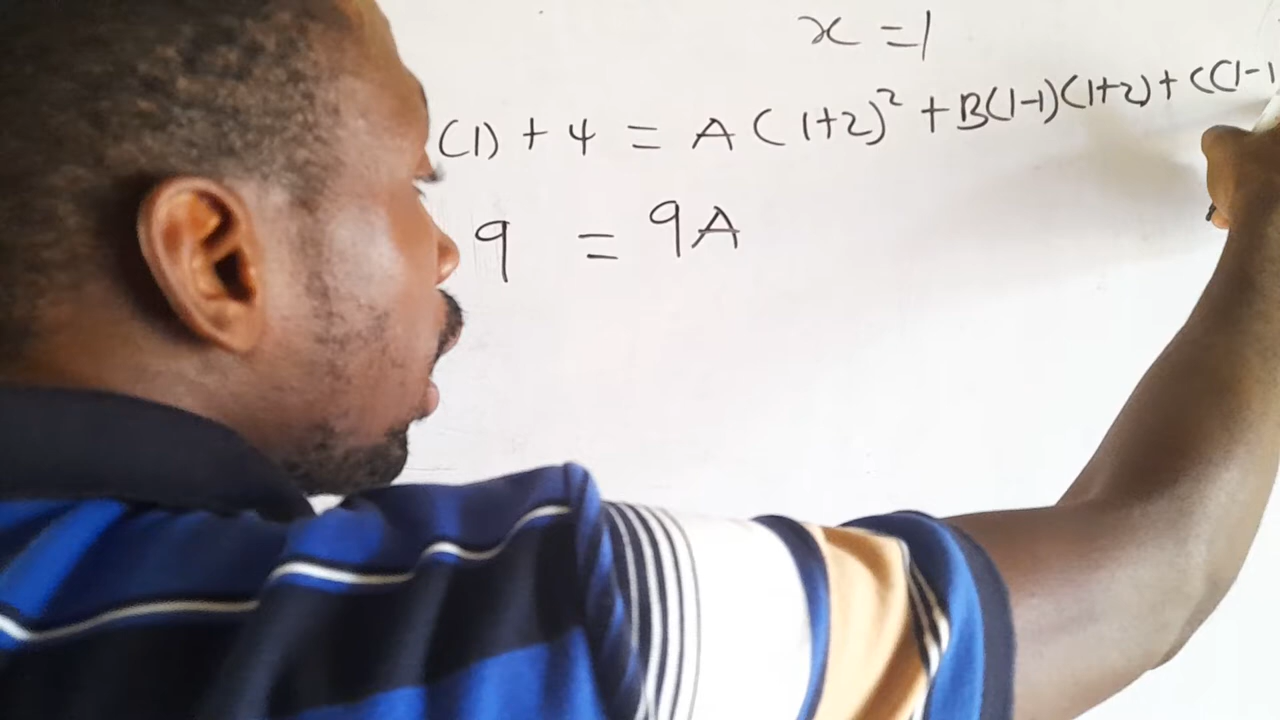 x = 1
(1) + 4 = A(1+2)² + B(1-1)(1+2) + C(1-1
9 = 9A